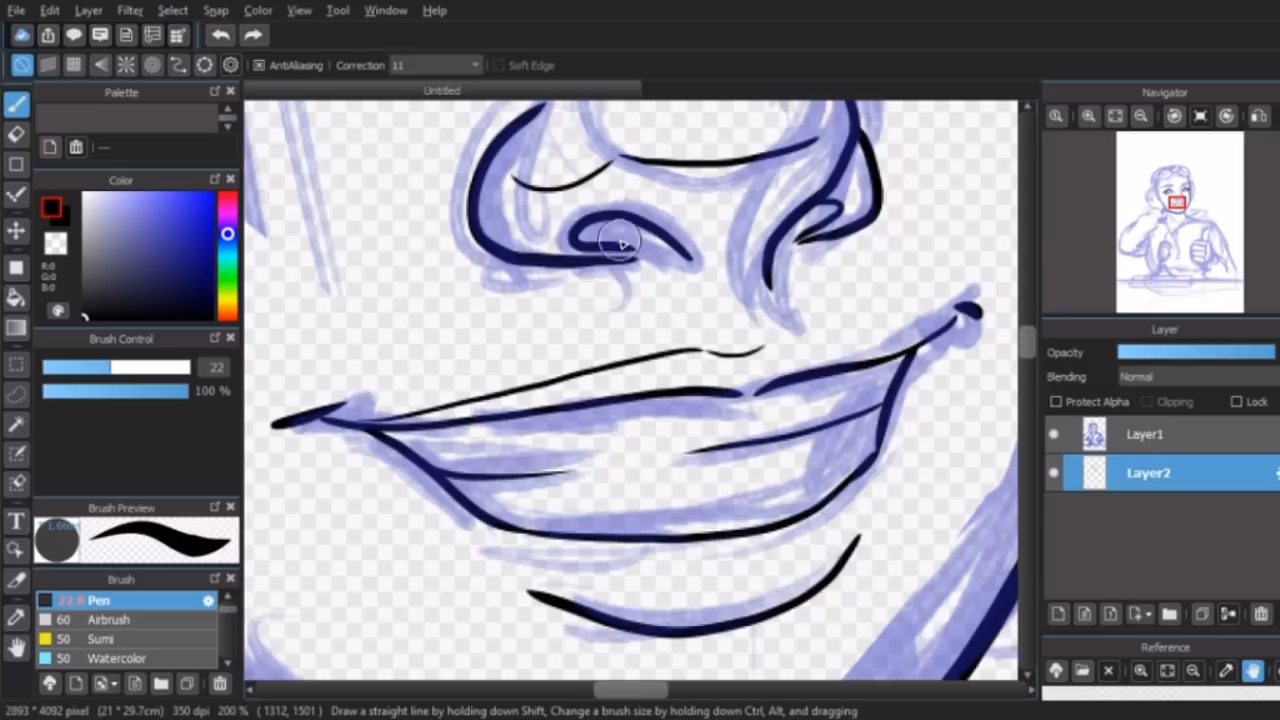 File Edit Layer Filter Select Snap Color View Tool Window Help
AntiAliasing Correction 11 Soft Edge
Palette
Untitled
Navigator
Color
R:0
G:0
B:0
Brush Control
22
100 %
Layer
Opacity
Blending Normal
Protect Alpha Clipping Lock
Layer1
Layer2
Brush Preview
Brush
Pen
60 Airbrush
50 Sumi
50 Watercolor
T
Reference
2893 * 4092 pixel (21 * 29.7cm) 350 dpi 200 % ( 1312, 1501 ) Draw a straight line by holding down Shift, Change a brush size by holding down Ctrl, Alt, and dragging